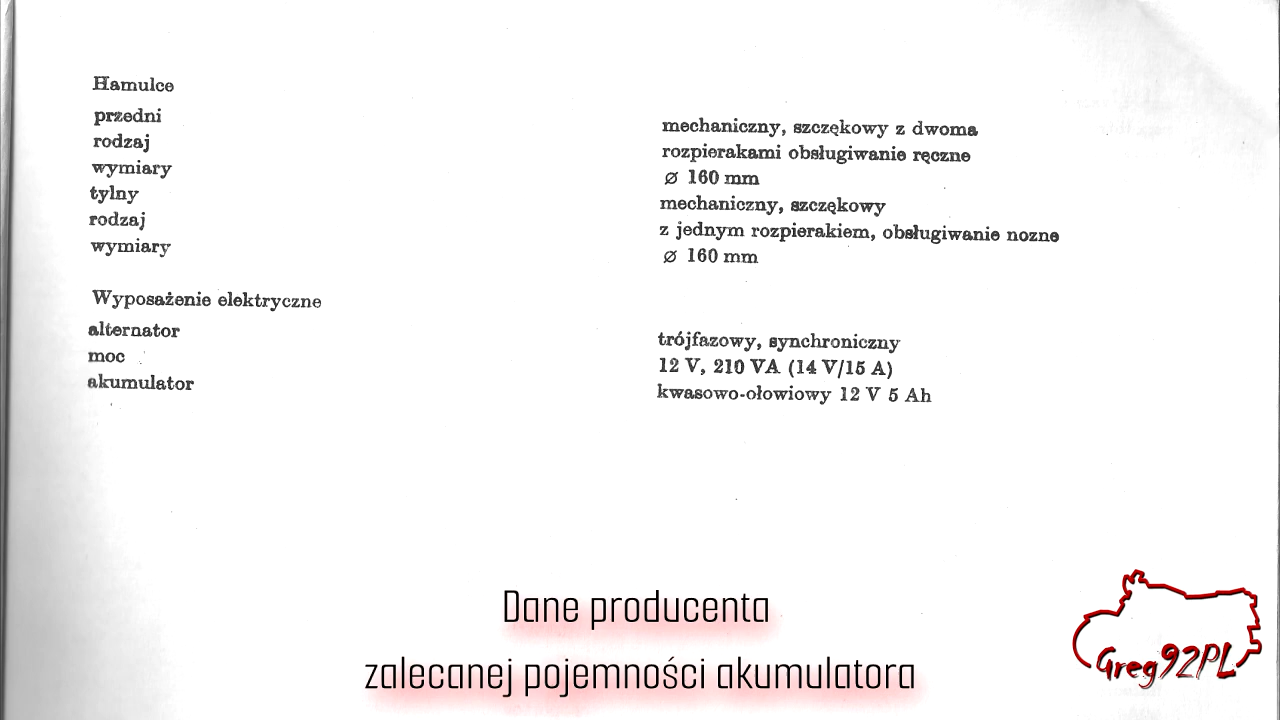 Hamulce
przedni
rodzaj
wymiary
tylny
rodzaj
wymiary
mechaniczny, szczękowy z dwoma
rozpierakami obsługiwanie ręczne
⌀ 160 mm
mechaniczny, szczękowy
z jednym rozpierakiem, obsługiwanie nozne
⌀ 160 mm
Wyposażenie elektryczne
alternator
moc
akumulator
trójfazowy, synchroniczny
12 V, 210 VA (14 V/15 A)
kwasowo-ołowiowy 12 V 5 Ah
Dane producenta
zalecanej pojemności akumulatora
Greg92PL